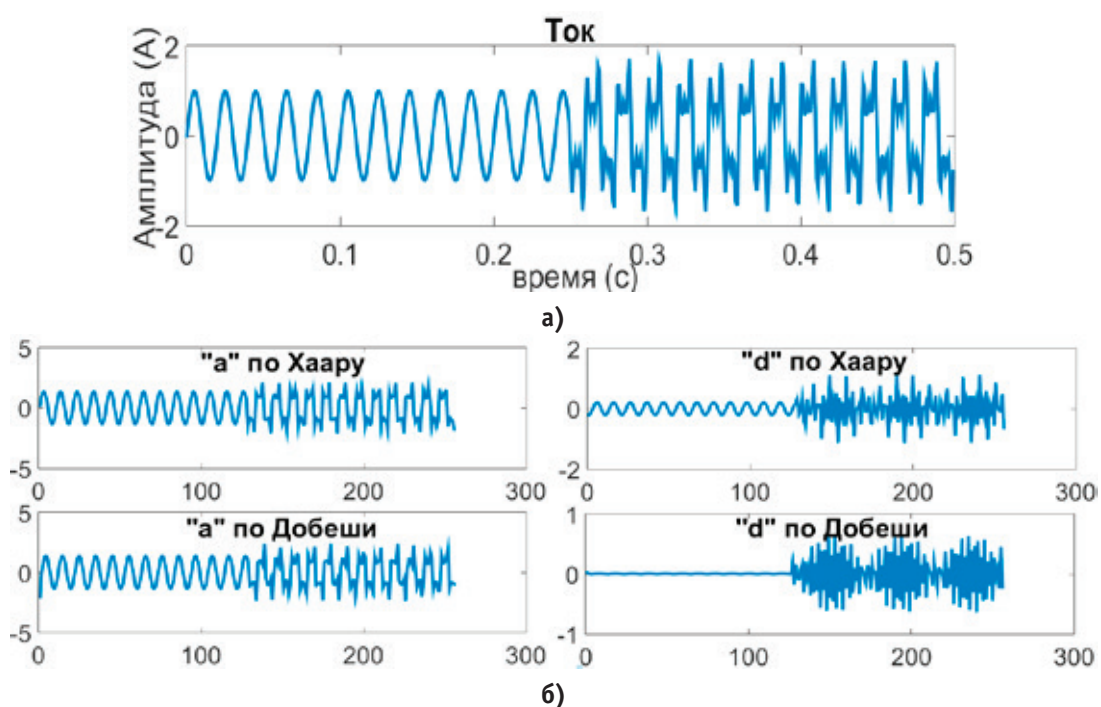 Ток
Амплитуда (А)
2
0
-2
0 0.1 0.2 0.3 0.4 0.5
время (с)
а)
"a" по Хаару
5
0
-5
0 100 200 300
"d" по Хаару
2
0
-2
0 100 200 300
"a" по Добеши
5
0
-5
0 100 200 300
"d" по Добеши
1
0
-1
0 100 200 300
б)